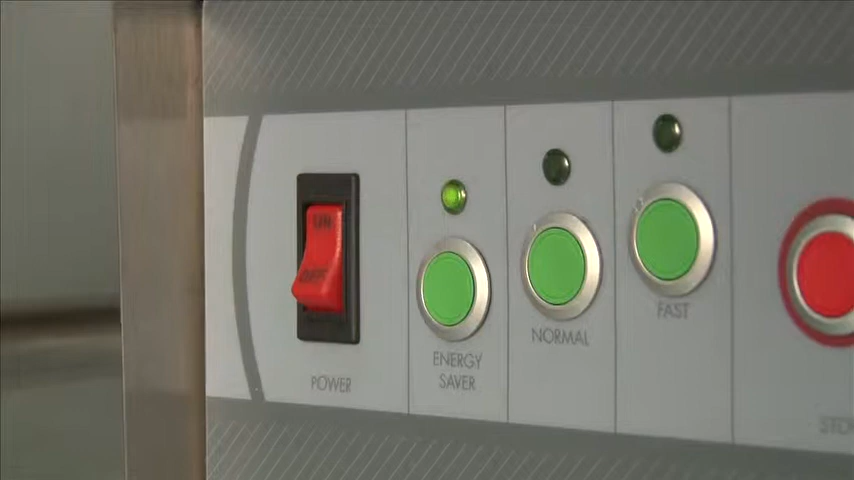 ON
OFF
POWER
ENERGY
SAVER
NORMAL
FAST